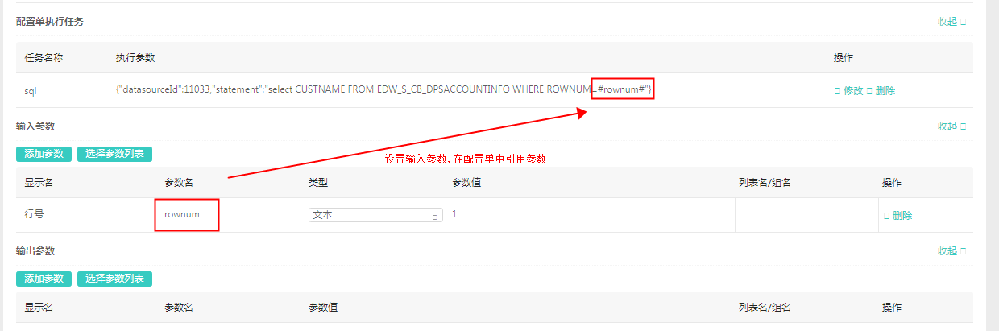 配置单执行任务 收起
任务名称 执行参数 操作
sql {"datasourceId":11033,"statement":"select CUSTNAME FROM EDW_S_CB_DPSACCOUNTINFO WHERE ROWNUM=#rownum#"} 修改 删除
输入参数 收起
添加参数 选择参数列表
设置输入参数,在配置单中引用参数
显示名 参数名 类型 参数值 列表名/组名 操作
行号 rownum 文本 1 删除
输出参数 收起
添加参数 选择参数列表
显示名 参数名 参数值 列表名/组名 操作